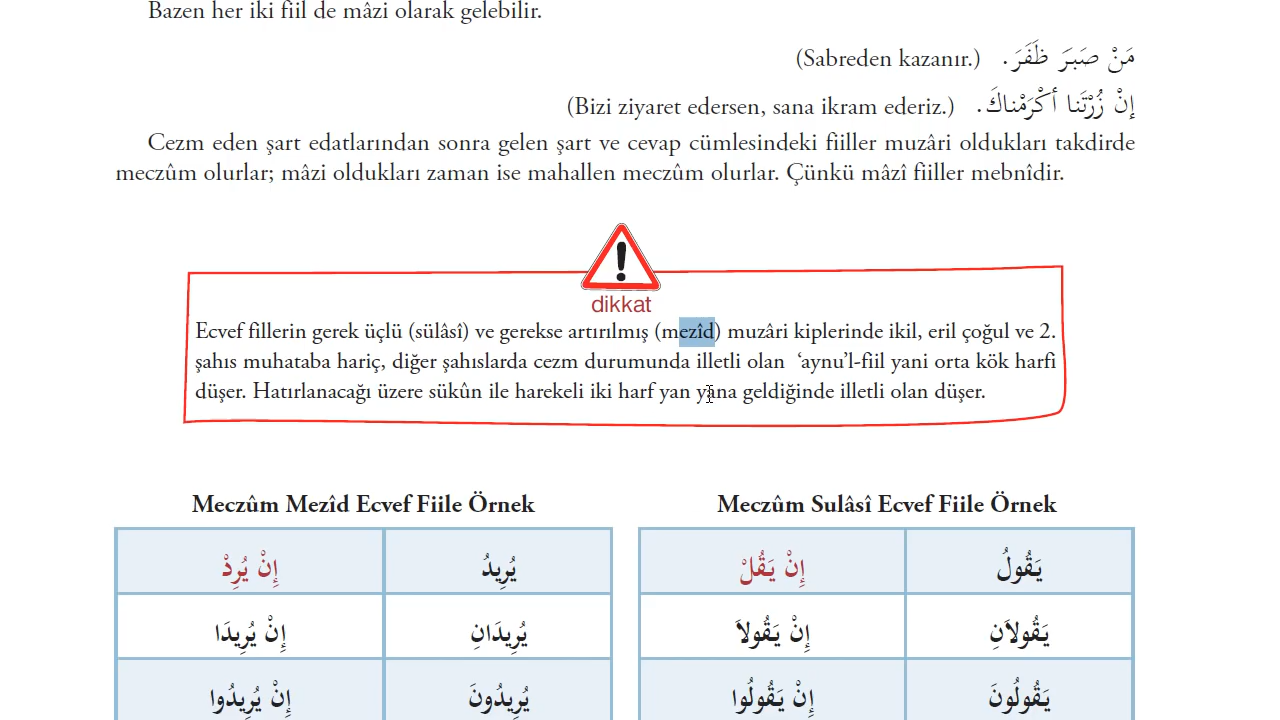 Bazen her iki fiil de mâzi olarak gelebilir.
مَنْ صَبَرَ ظَفَرَ . (Sabreden kazanır.)
إنْ زُرْتَنا أكْرَمْناكَ . (Bizi ziyaret edersen, sana ikram ederiz.)
Cezm eden şart edatlarından sonra gelen şart ve cevap cümlesindeki fiiller muzâri oldukları takdirde
meczûm olurlar; mâzi oldukları zaman ise mahallen meczûm olurlar. Çünkü mâzî fiiller mebnîdir.
dikkat
Ecvef fillerin gerek üçlü (sülâsî) ve gerekse artırılmış (mezîd) muzâri kiplerinde ikil, eril çoğul ve 2.
şahıs muhataba hariç, diğer şahıslarda cezm durumunda illetli olan ‘aynu’l-fiil yani orta kök harfi
düşer. Hatırlanacağı üzere sükûn ile harekeli iki harf yan yana geldiğinde illetli olan düşer.
Meczûm Mezîd Ecvef Fiile Örnek
إِنْ يُرِدْ يُرِيدُ
إِنْ يُرِيدَا يُرِيدَانِ
إِنْ يُرِيدُوا يُرِيدُونَ
Meczûm Sulâsî Ecvef Fiile Örnek
إِنْ يَقُلْ يَقُولُ
إِنْ يَقُولاَ يَقُولاَنِ
إِنْ يَقُولُوا يَقُولُونَ